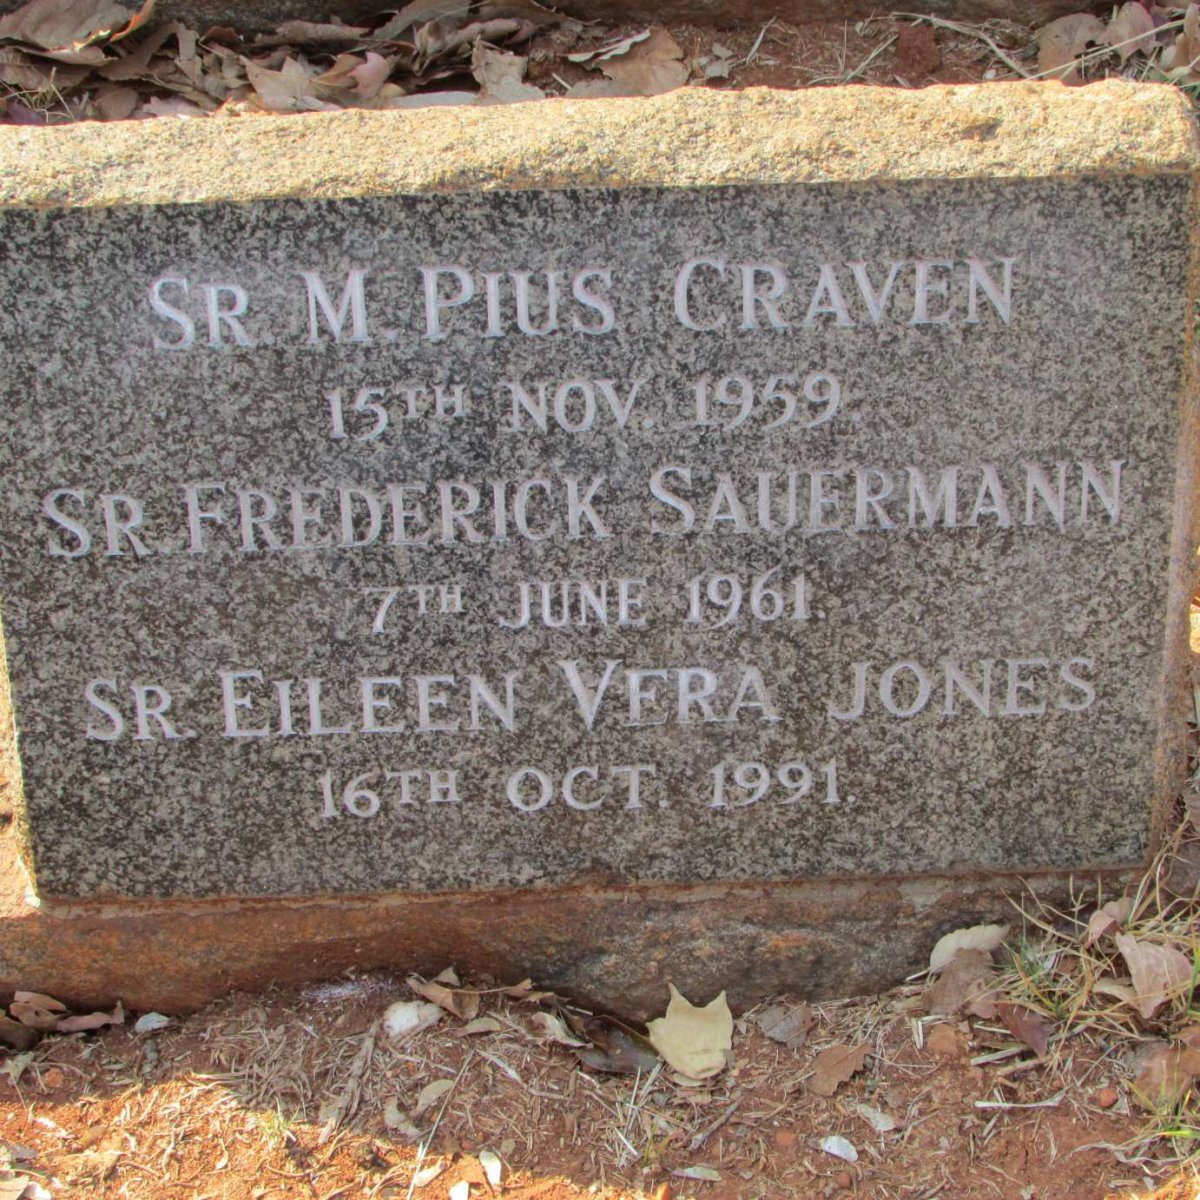 SR. M. PIUS CRAVEN
15TH NOV. 1959.
SR. FREDERICK SAUERMANN
7TH JUNE 1961.
SR. EILEEN VERA JONES
16TH OCT. 1991.